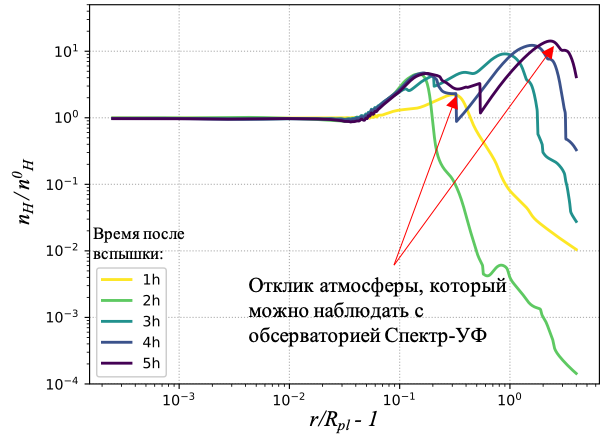 10¹
10⁰
10⁻¹
10⁻²
10⁻³
10⁻⁴
n_H / n⁰_H
Время после
вспышки:
1h
2h
3h
4h
5h
Отклик атмосферы, который
можно наблюдать с
обсерваторией Спектр-УФ
10⁻³ 10⁻² 10⁻¹ 10⁰
r/R_pl - 1